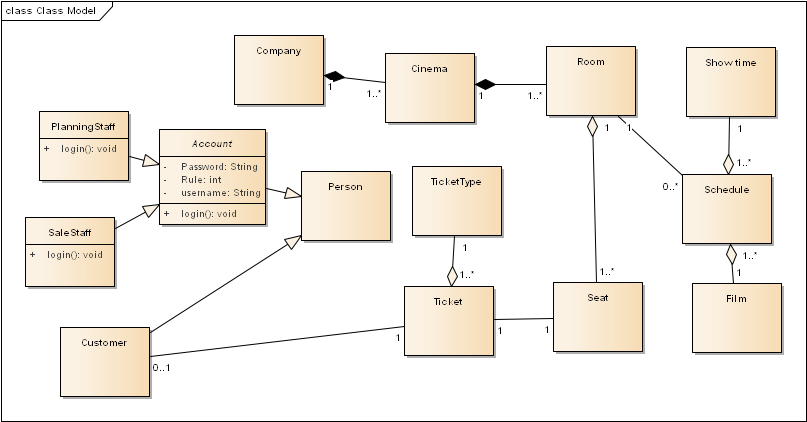 class Class Model
Company
Cinema
Room
Show time
1
1..*
1
1..*
1
1
1
PlanningStaff
+ login(): void
Account
- Password: String
- Rule: int
- username: String
+ login(): void
Person
TicketType
1..*
0..*
Schedule
SaleStaff
+ login(): void
1
1..*
1..*
1..*
1
Ticket
Seat
Film
Customer
0..1
1
1
1